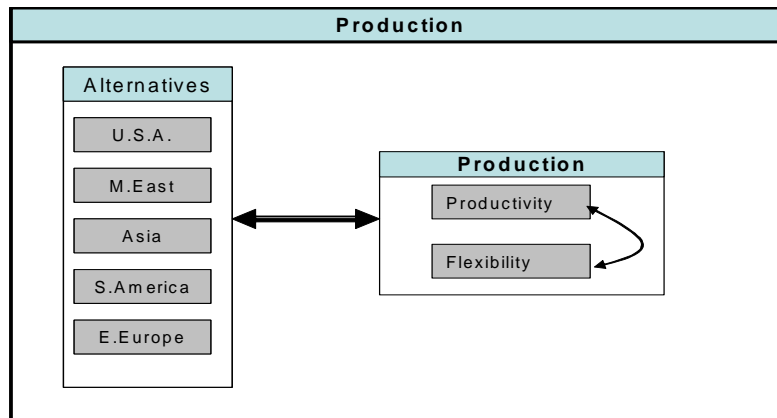 Production
Alternatives
U.S.A.
M.East
Asia
S.America
E.Europe
Production
Productivity
Flexibility